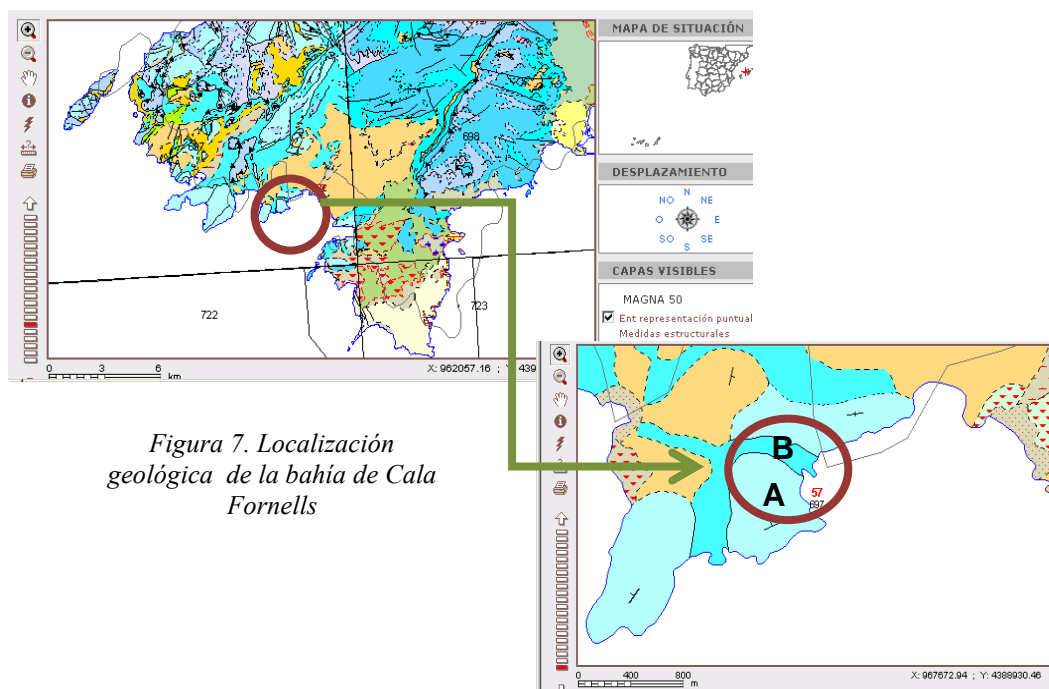 MAPA DE SITUACIÓN
DESPLAZAMIENTO
N
NO NE
O E
SO SE
S
CAPAS VISIBLES
MAGNA 50
Ent representación puntual
Medidas estructurales
698
722
723
0 3 6
km
X: 962057.16 ; Y: 439
Figura 7. Localización
geológica de la bahía de Cala
Fornells
B
A
57
697
0 400 800
m
X: 967672.94 ; Y: 4388930.46